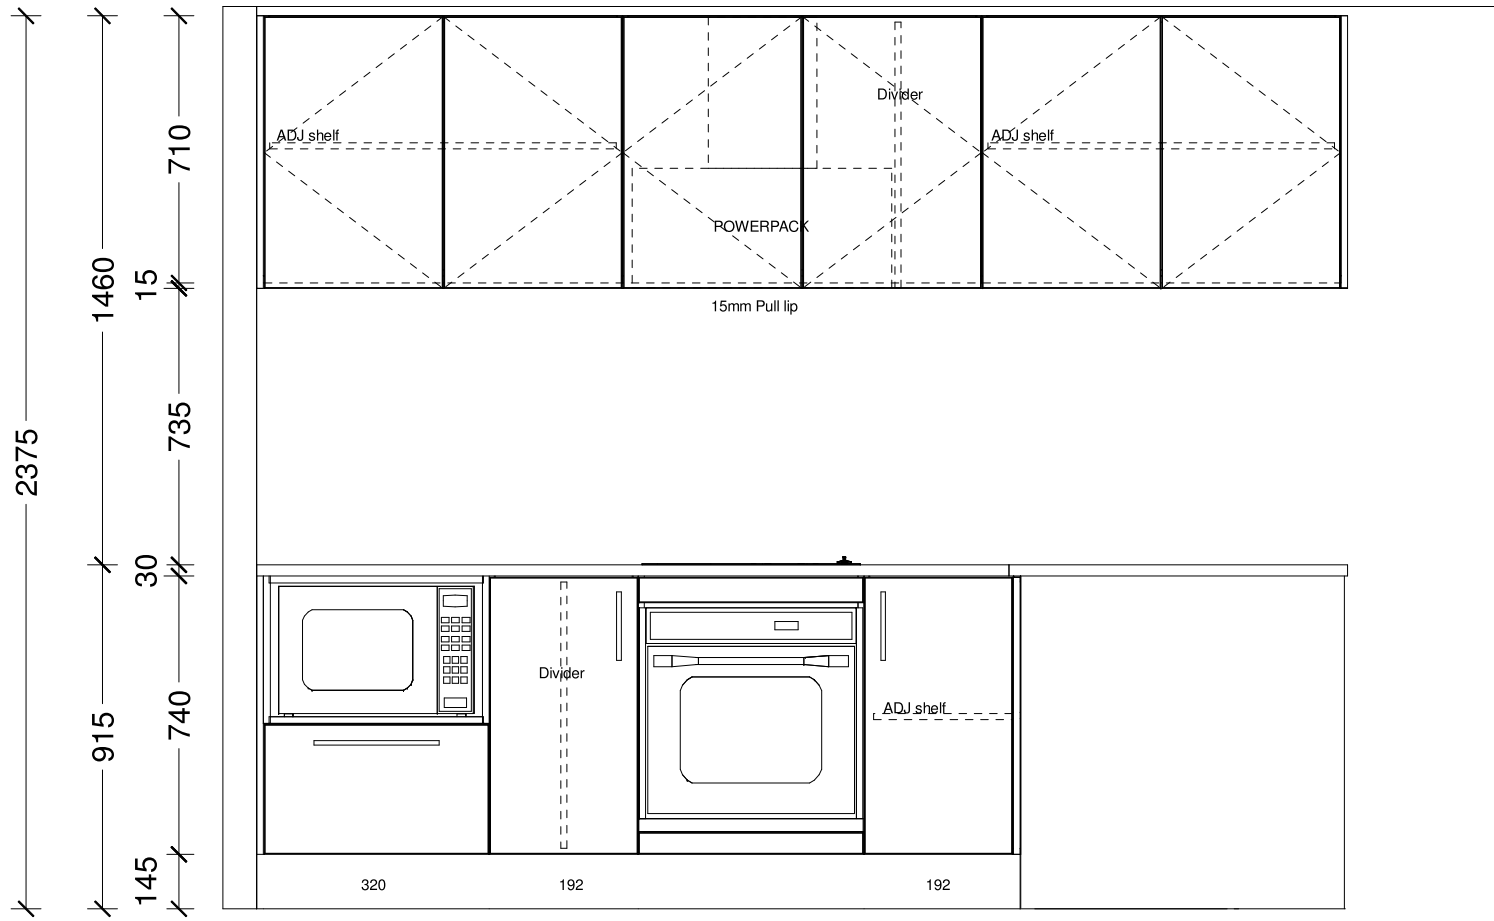 Divider
ADJ shelf
ADJ shelf
710
POWERPACK
15
1460
15mm Pull lip
735
2375
30
Divider
ADJ shelf
740
915
145
320
192
192